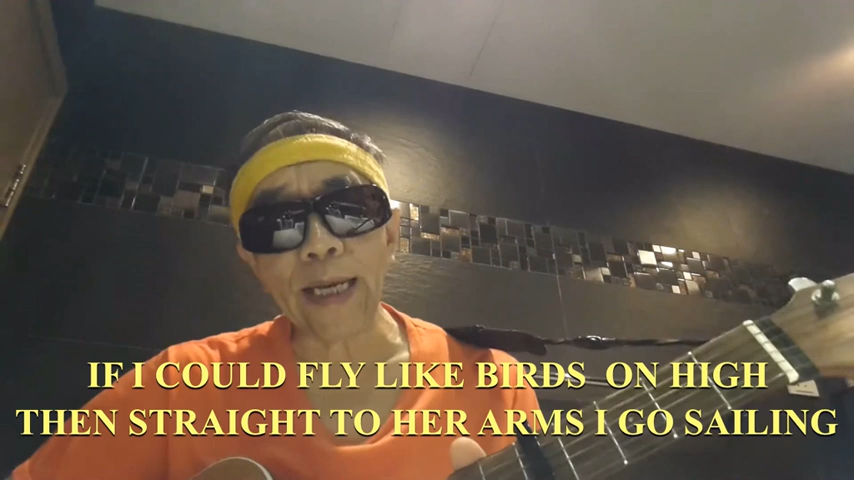 IF I COULD FLY LIKE BIRDS ON HIGH
THEN STRAIGHT TO HER ARMS I GO SAILING